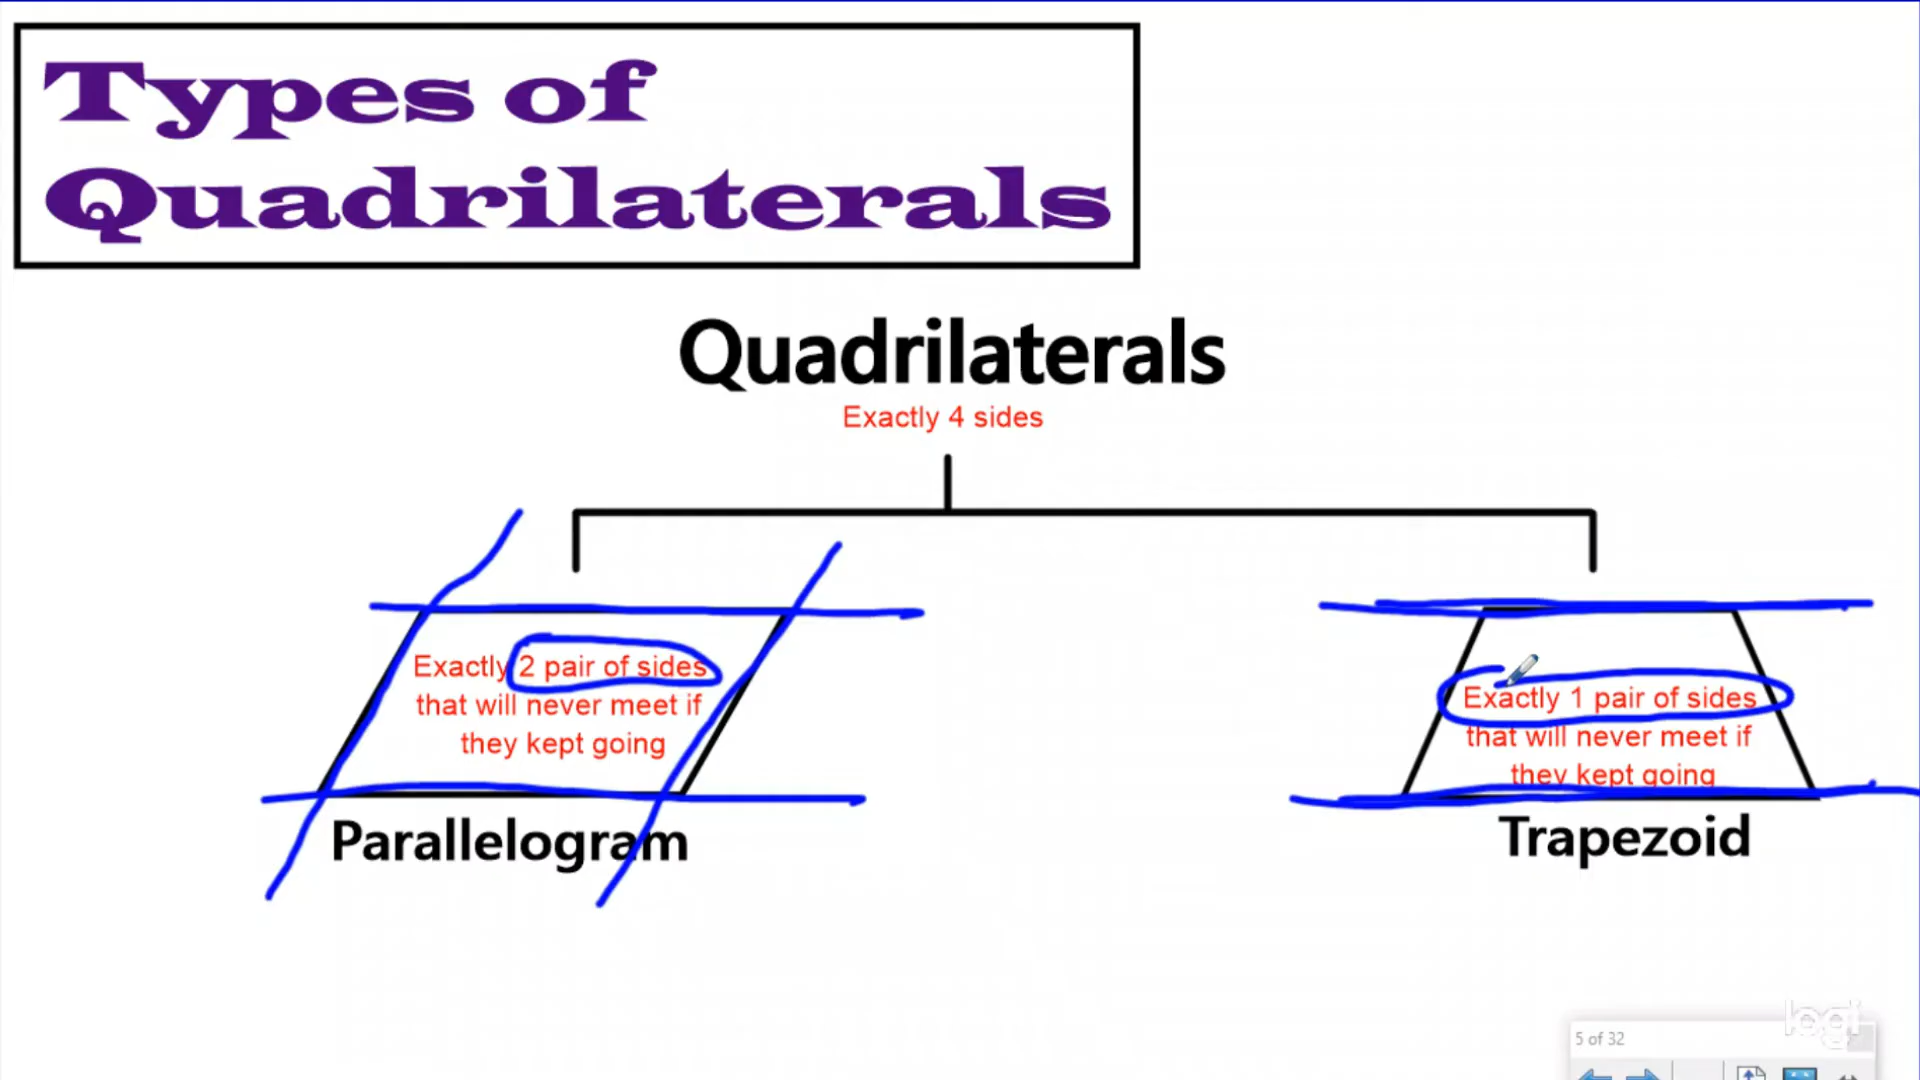 Types of
Quadrilaterals
Quadrilaterals
Exactly 4 sides
Exactly 2 pair of sides
that will never meet if
they kept going
Parallelogram
Exactly 1 pair of sides
that will never meet if
they kept going
Trapezoid
logi
5 of 32